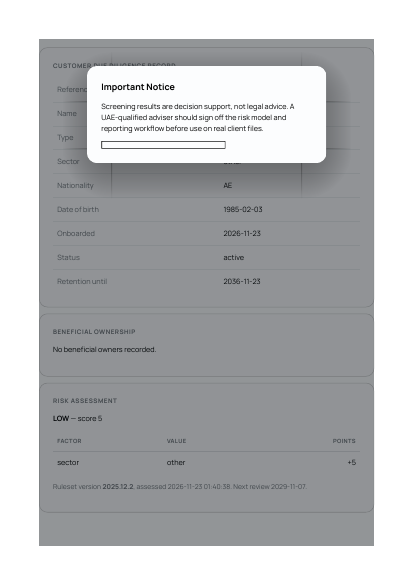 CUSTOMER DUE DILIGENCE RECORD
Important Notice
Screening results are decision support, not legal advice. A
UAE-qualified adviser should sign off the risk model and
reporting workflow before use on real client files.
Name
Type
Sector
Nationality AE
Date of birth 1985-02-03
Onboarded 2026-11-23
Status active
Retention until 2036-11-23
BENEFICIAL OWNERSHIP
No beneficial owners recorded.
RISK ASSESSMENT
LOW — score 5
FACTOR VALUE POINTS
sector other +5
Ruleset version 2025.12.2, assessed 2026-11-23 01:40:38. Next review 2029-11-07.